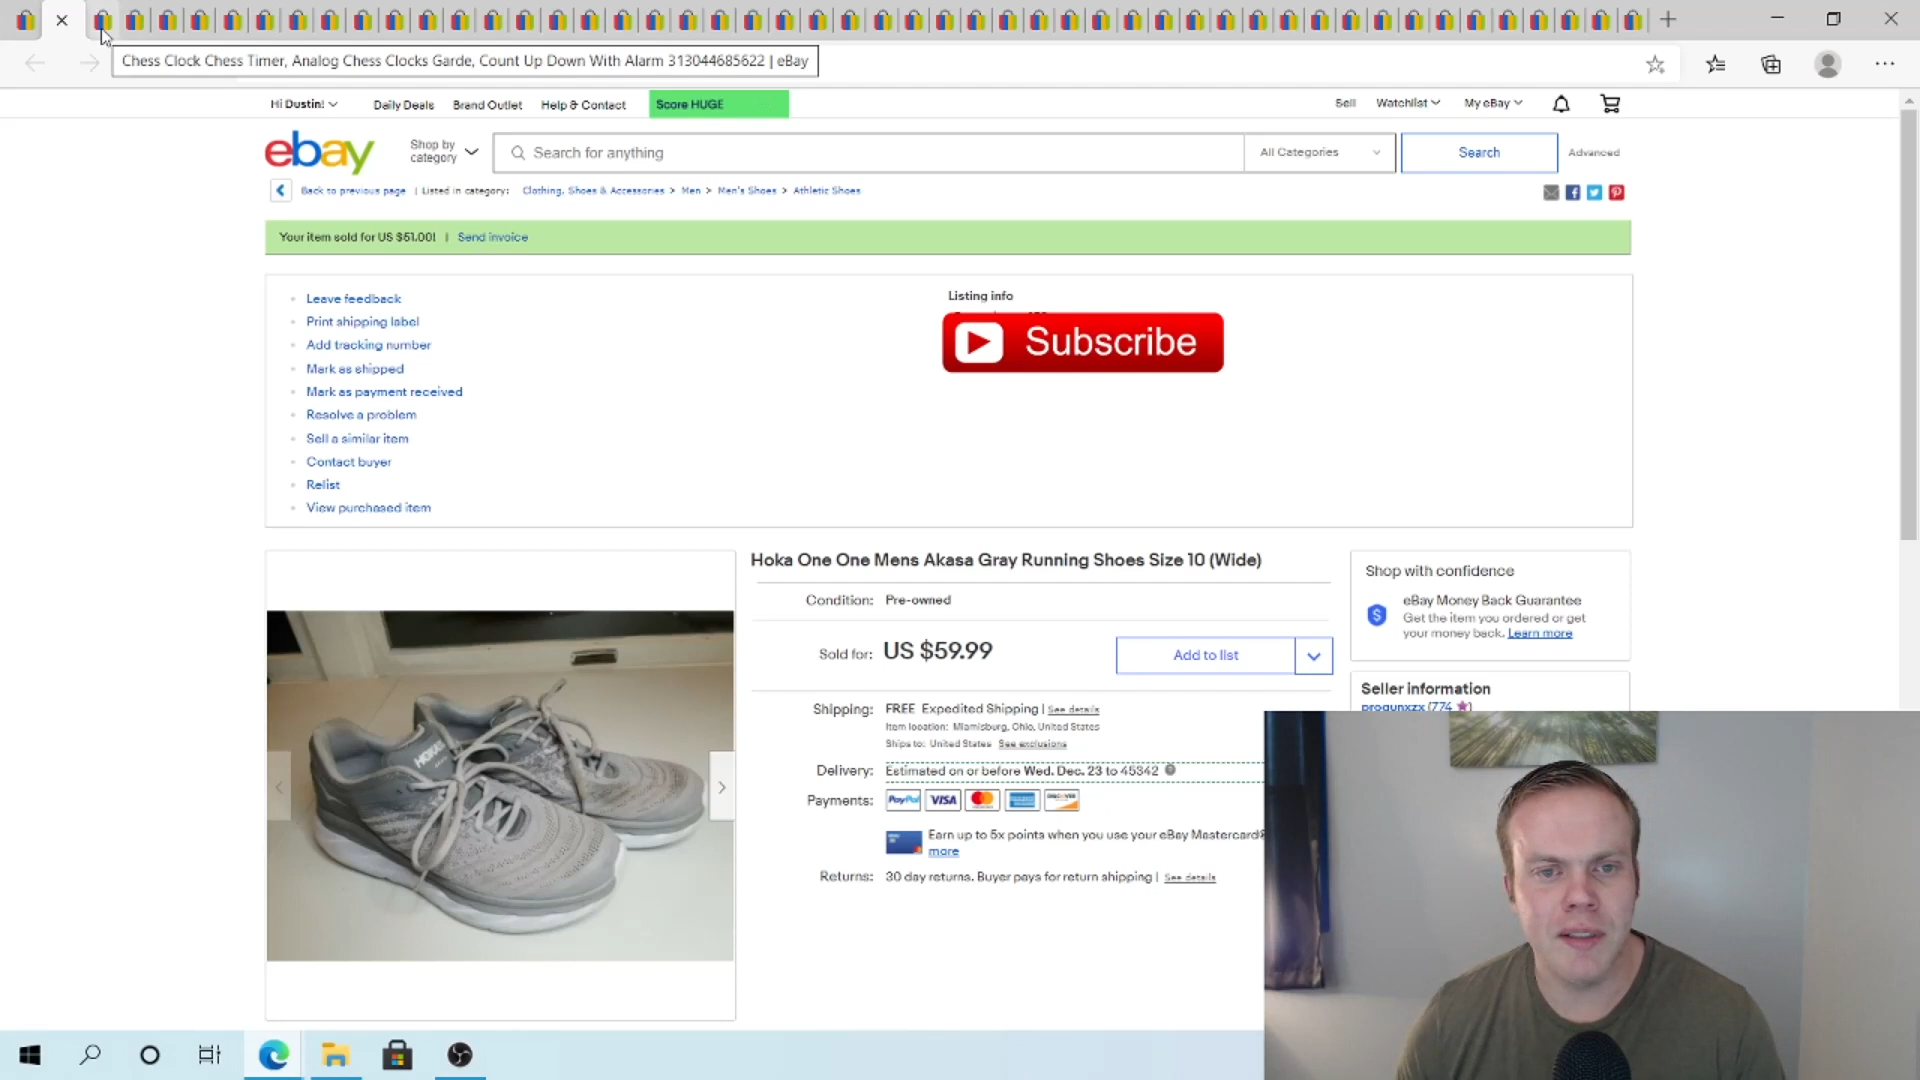 Chess Clock Chess Timer, Analog Chess Clocks Garde, Count Up Down With Alarm 313044685622 | eBay
Hi Dustin! Daily Deals Brand Outlet Help & Contact Score HUGE Sell Watchlist My eBay
ebay Shop by category Search for anything All Categories Search Advanced
Back to previous page | Listed in category: Clothing, Shoes & Accessories > Men > Men's Shoes > Athletic Shoes
Your item sold for US $51.00! | Send invoice
Leave feedback
Print shipping label
Add tracking number
Mark as shipped
Mark as payment received
Resolve a problem
Sell a similar item
Contact buyer
Relist
View purchased item
Listing info
Subscribe
HOKA
Hoka One One Mens Akasa Gray Running Shoes Size 10 (Wide)
Condition: Pre-owned
Sold for: US $59.99 Add to list
Shipping: FREE Expedited Shipping | See details
Item location: Miamisburg, Ohio, United States
Ships to: United States See exclusions
Delivery: Estimated on or before Wed. Dec. 23 to 45342
Payments: PayPal VISA
Earn up to 5x points when you use your eBay Mastercard®
more
Returns: 30 day returns. Buyer pays for return shipping | See details
Shop with confidence
eBay Money Back Guarantee
Get the item you ordered or get
your money back. Learn more
Seller information
progunxzx (774